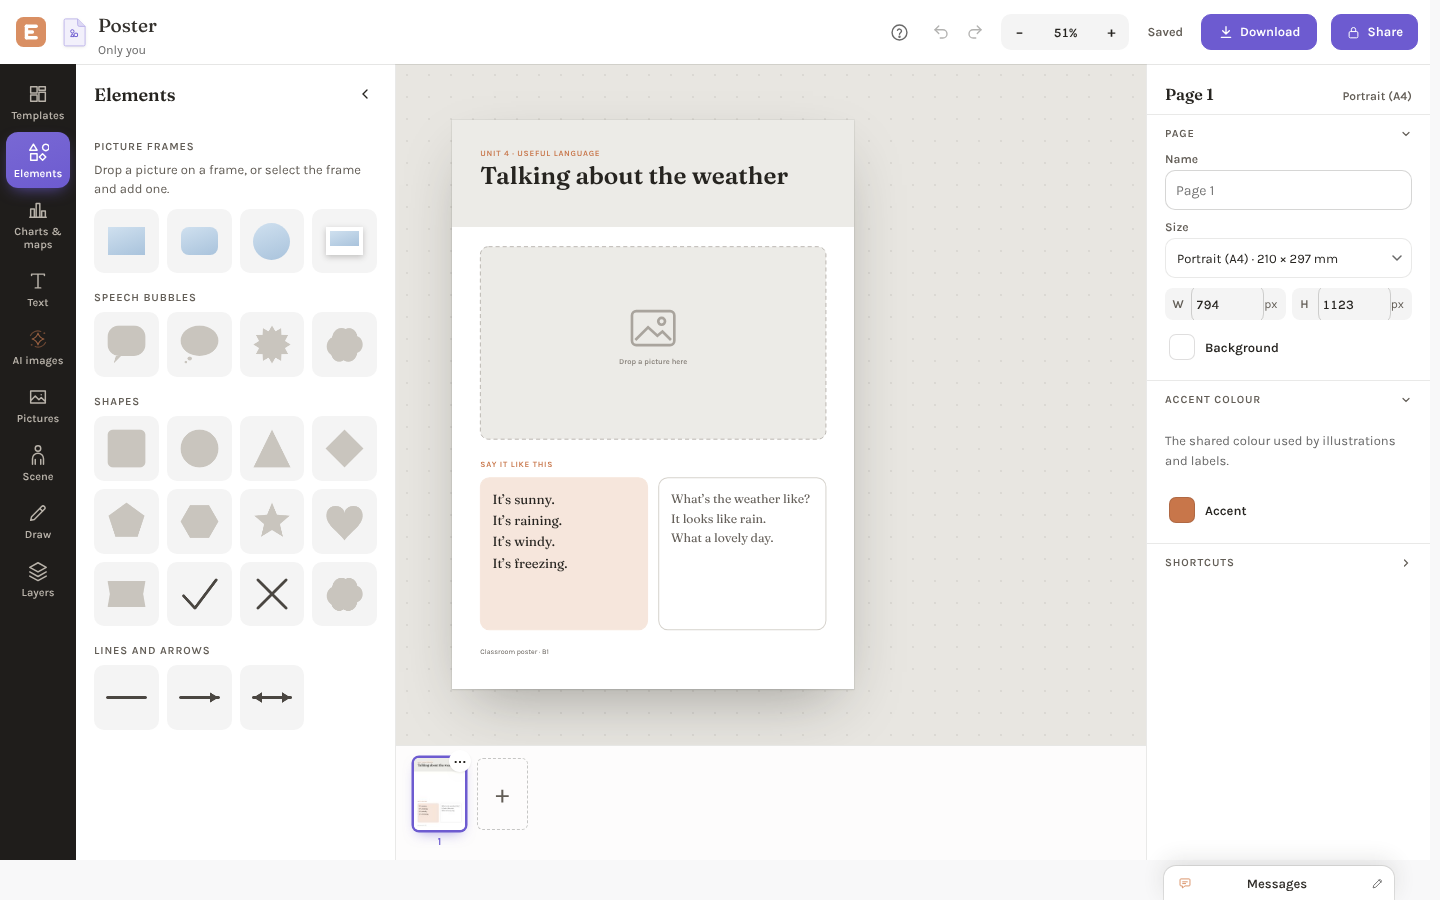 E
Poster
Only you
- 51% +
Saved
Download
Share
Templates
Elements
Charts & maps
Text
AI images
Pictures
Scene
Draw
Layers
Elements
PICTURE FRAMES
Drop a picture on a frame, or select the frame
and add one.
SPEECH BUBBLES
SHAPES
LINES AND ARROWS
UNIT 4 · USEFUL LANGUAGE
Talking about the weather
Drop a picture here
SAY IT LIKE THIS
It's sunny.
It's raining.
It's windy.
It's freezing.
What's the weather like?
It looks like rain.
What a lovely day.
Classroom poster · B1
1
Page 1
Portrait (A4)
PAGE
Name
Page 1
Size
Portrait (A4) · 210 × 297 mm
W 794 px
H 1123 px
Background
ACCENT COLOUR
The shared colour used by illustrations
and labels.
Accent
SHORTCUTS
Messages